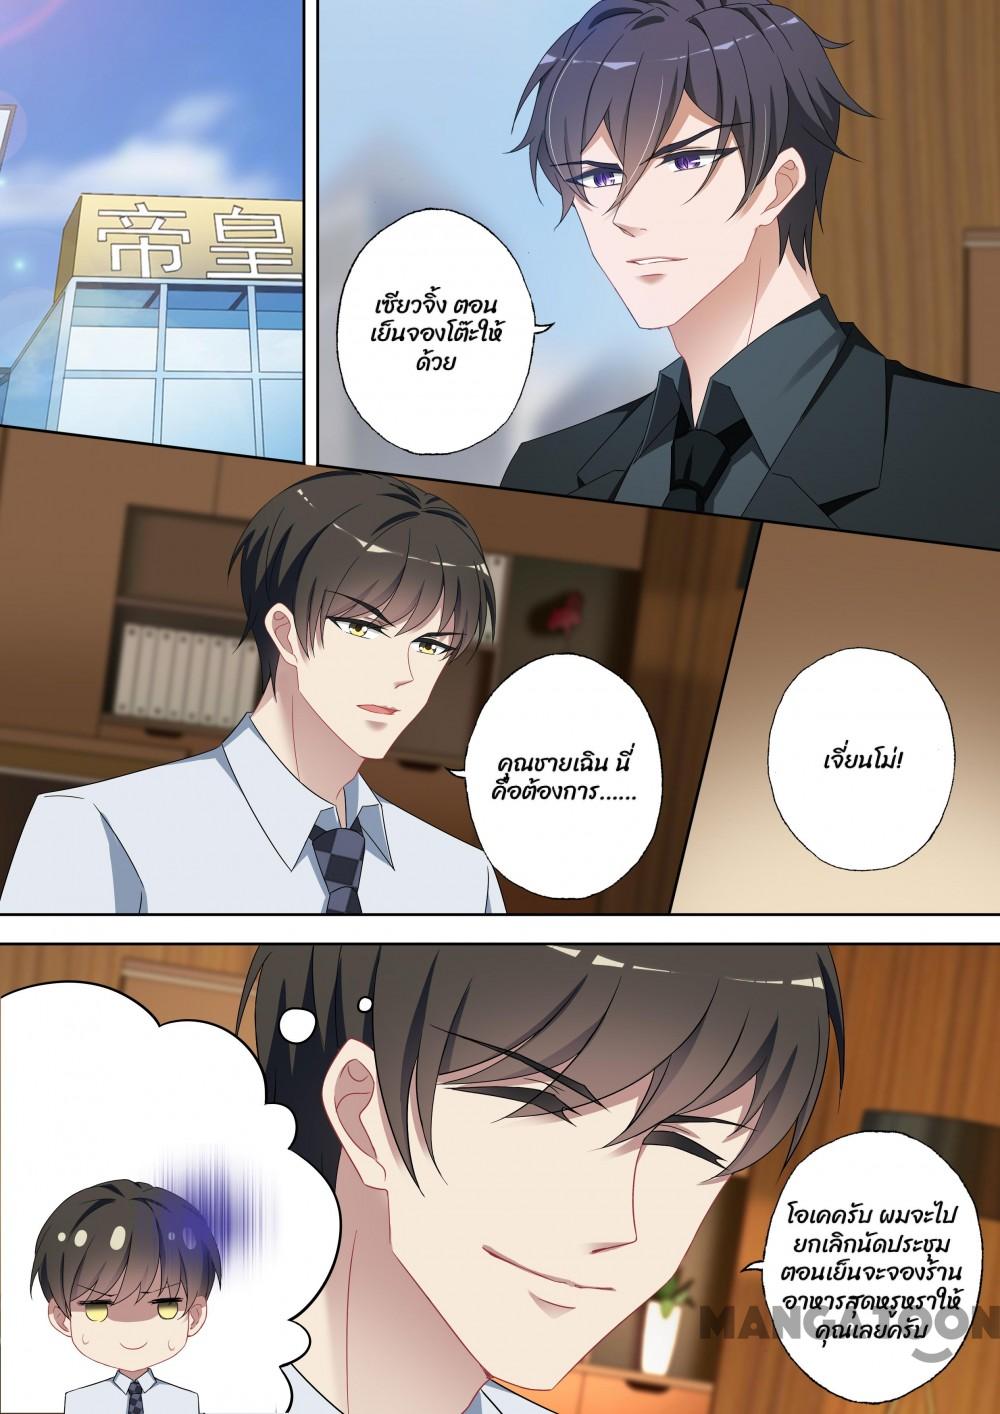 帝皇
เซียวจิ้ง ตอน
เย็นจองโต๊ะให้
ด้วย
คุณชายเฉิน นี่
คือต้องการ......
เจี่ยนโม่!
โอเคครับ ผมจะไป
ยกเลิกนัดประชุม
ตอนเย็นจะจองร้าน
อาหารสุดหรูหราให้
คุณเลยครับ
MANGATOON